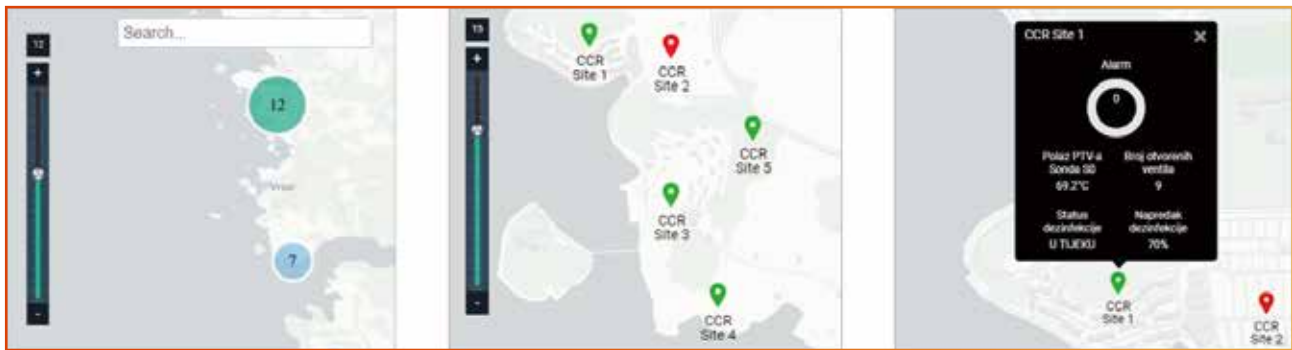 12
+
-
Search...
12
Vrsar
7
15
+
-
CCR
Site 1
CCR
Site 2
CCR
Site 5
CCR
Site 3
CCR
Site 4
CCR Site 1
Alarm
0
Polaz PTV-a
Sonda S0
69.2°C
Broj otvorenih
ventila
9
Status
dezinfekcije
U TIJEKU
Napredak
dezinfekcije
70%
CCR
Site 1
CCR
Site 2